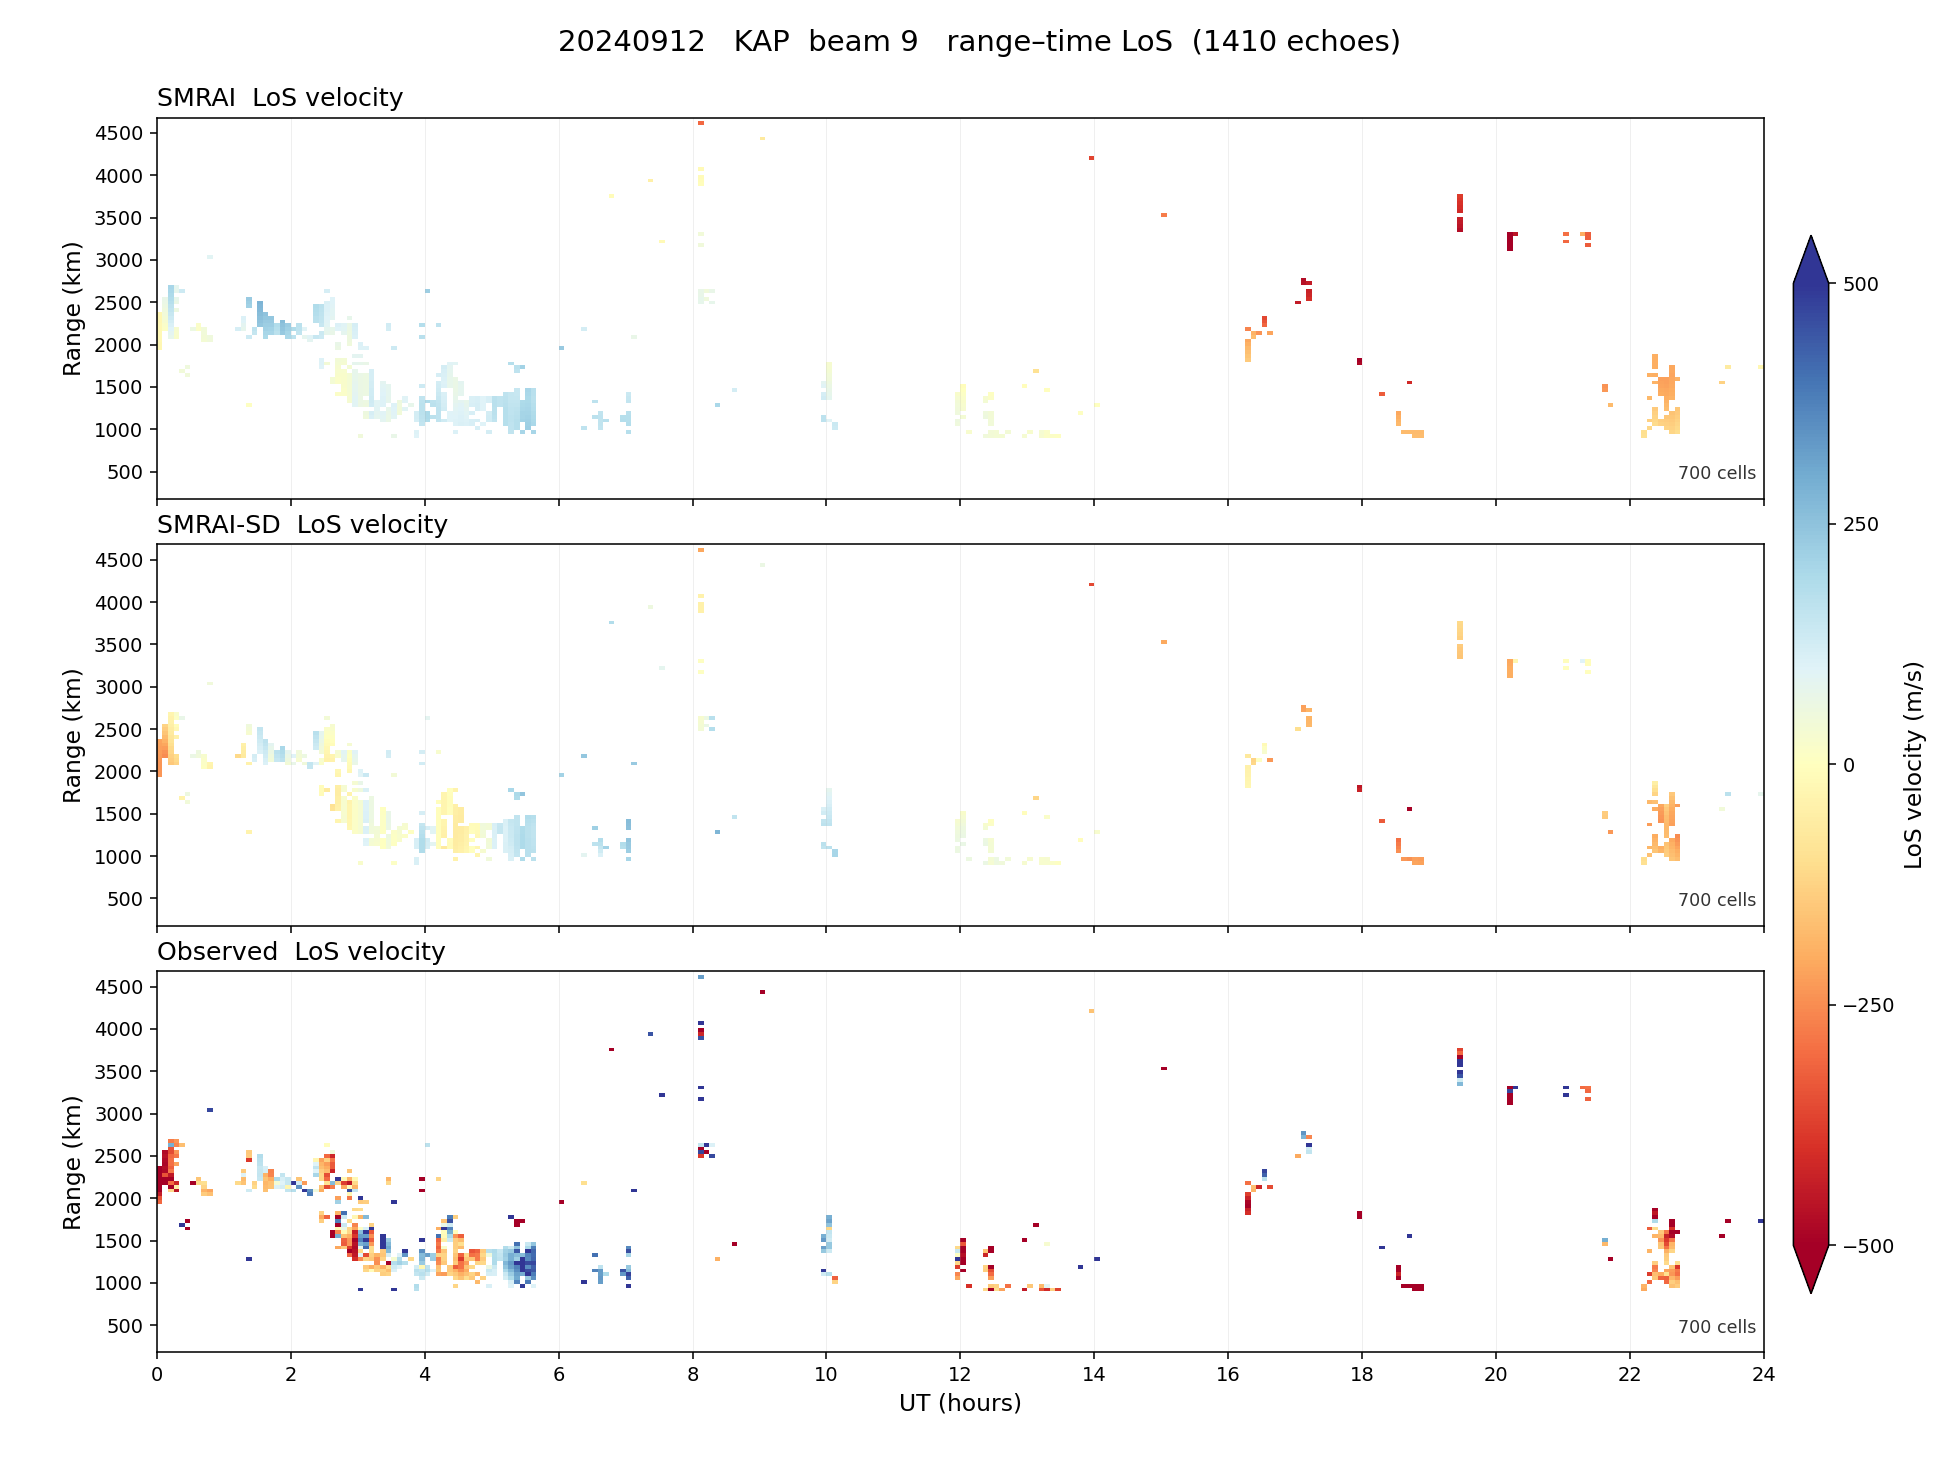 20240912   KAP  beam 9   range–time LoS  (1410 echoes)
SMRAI  LoS velocity
4500
4000
3500
3000
2500
2000
1500
1000
500
Range (km)
700 cells
SMRAI-SD  LoS velocity
4500
4000
3500
3000
2500
2000
1500
1000
500
Range (km)
700 cells
Observed  LoS velocity
4500
4000
3500
3000
2500
2000
1500
1000
500
Range (km)
700 cells
0 2 4 6 8 10 12 14 16 18 20 22 24
UT (hours)
500
250
0
−250
−500
LoS velocity (m/s)